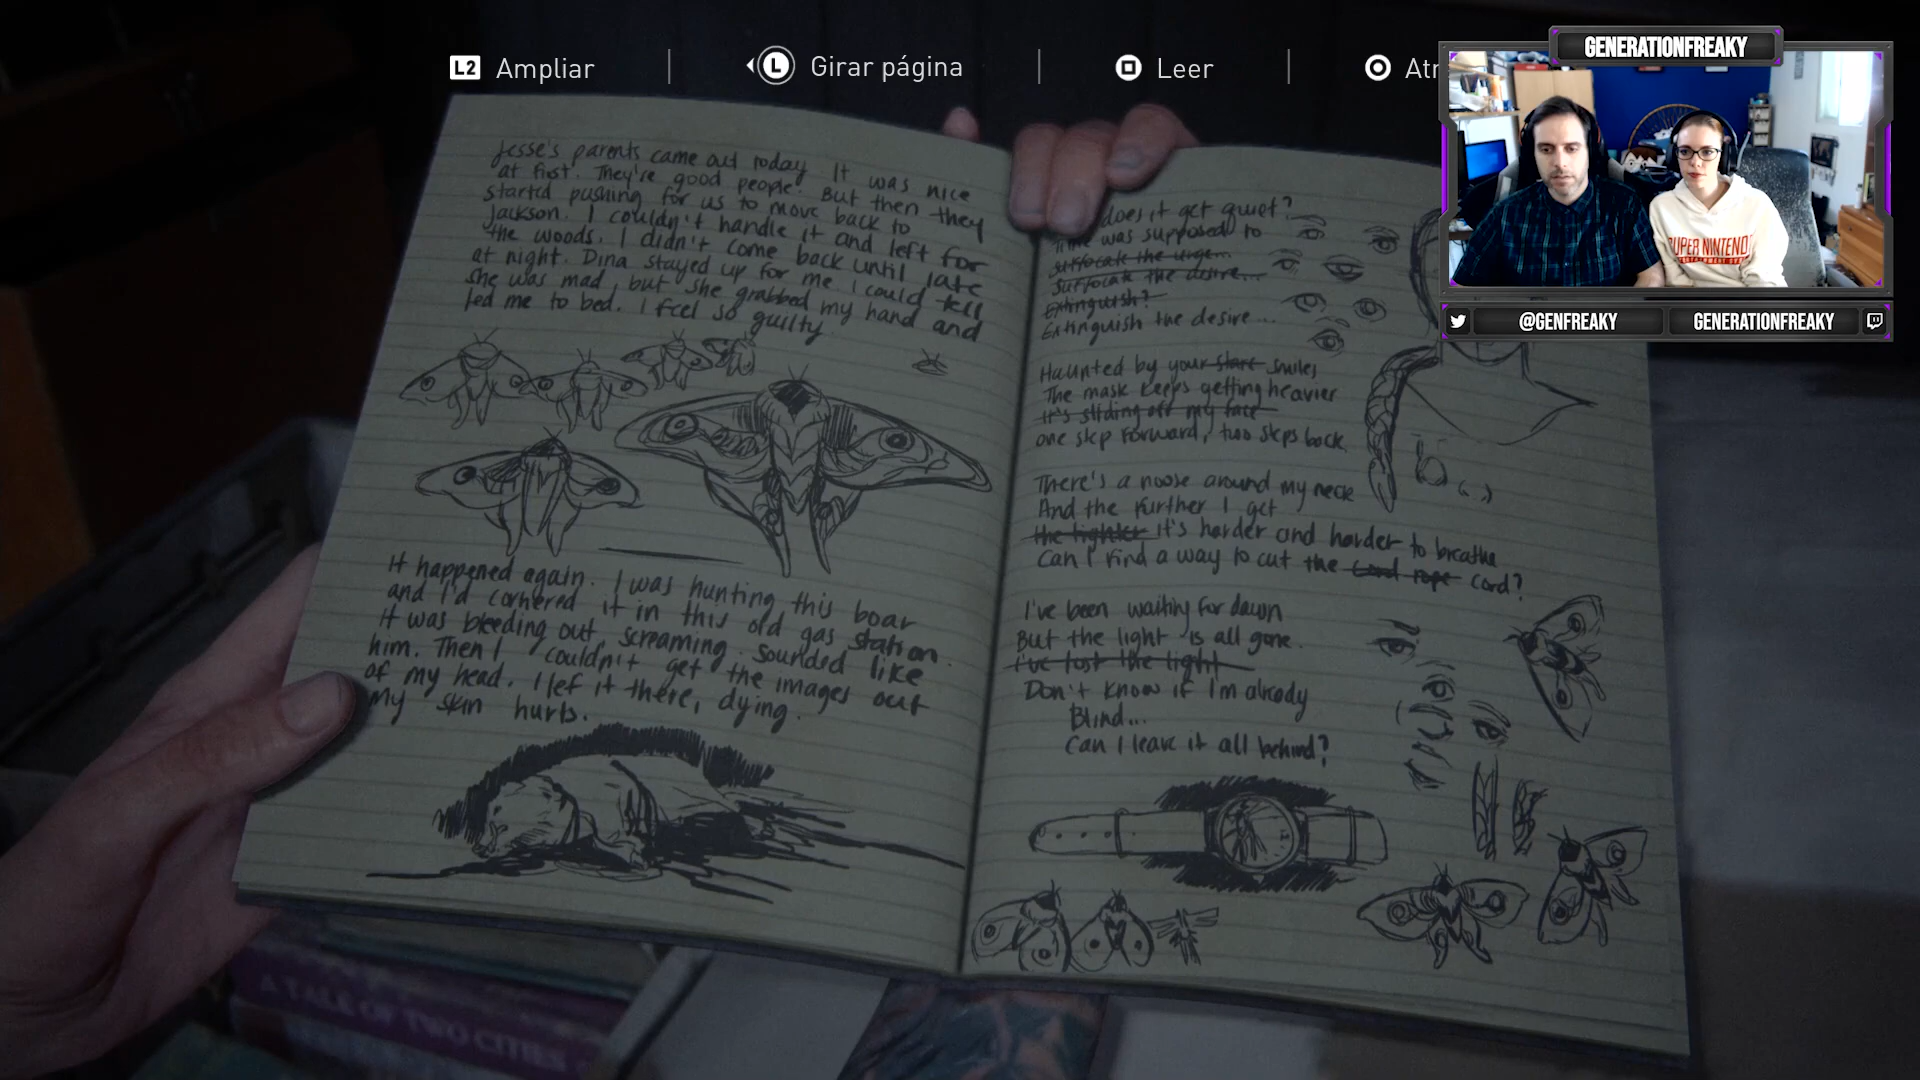 L2 Ampliar
L Girar página
Leer
GENERATIONFREAKY
SUPER NINTENDO
@GENFREAKY
GENERATIONFREAKY
Jesse's parents came out today It was nice
at first. They're good people. But then they
started pushing for us to move back to
Jackson. I couldn't handle it and left for
the woods. I didn't come back until late
at night. Dina stayed up for me I could tell
she was mad, but she grabbed my hand and
led me to bed. I feel so guilty.
It happened again. I was hunting this boar
and I'd cornered it in this old gas station.
It was bleeding out, screaming. Sounded like
him. Then I couldn't get the images out
of my head. I lef it there, dying.
My skin hurts.
does it get quiet?
Time was supposed to
suffocate the urge...
suffocate the desire...
Extinguish?
Extinguish the desire...
Haunted by your stare smiles
The mask keeps getting heavier
It's sliding off my face
one step forward, two steps back
There's a noose around my neck
And the further I get
the tighter It's harder and harder to breathe
Can I find a way to cut the cord rope cord?
I've been waiting for dawn
But the light is all gone.
I've lost the light
Don't know if I'm already
Blind...
Can I leave it all behind?
A TALE OF TWO CITIES